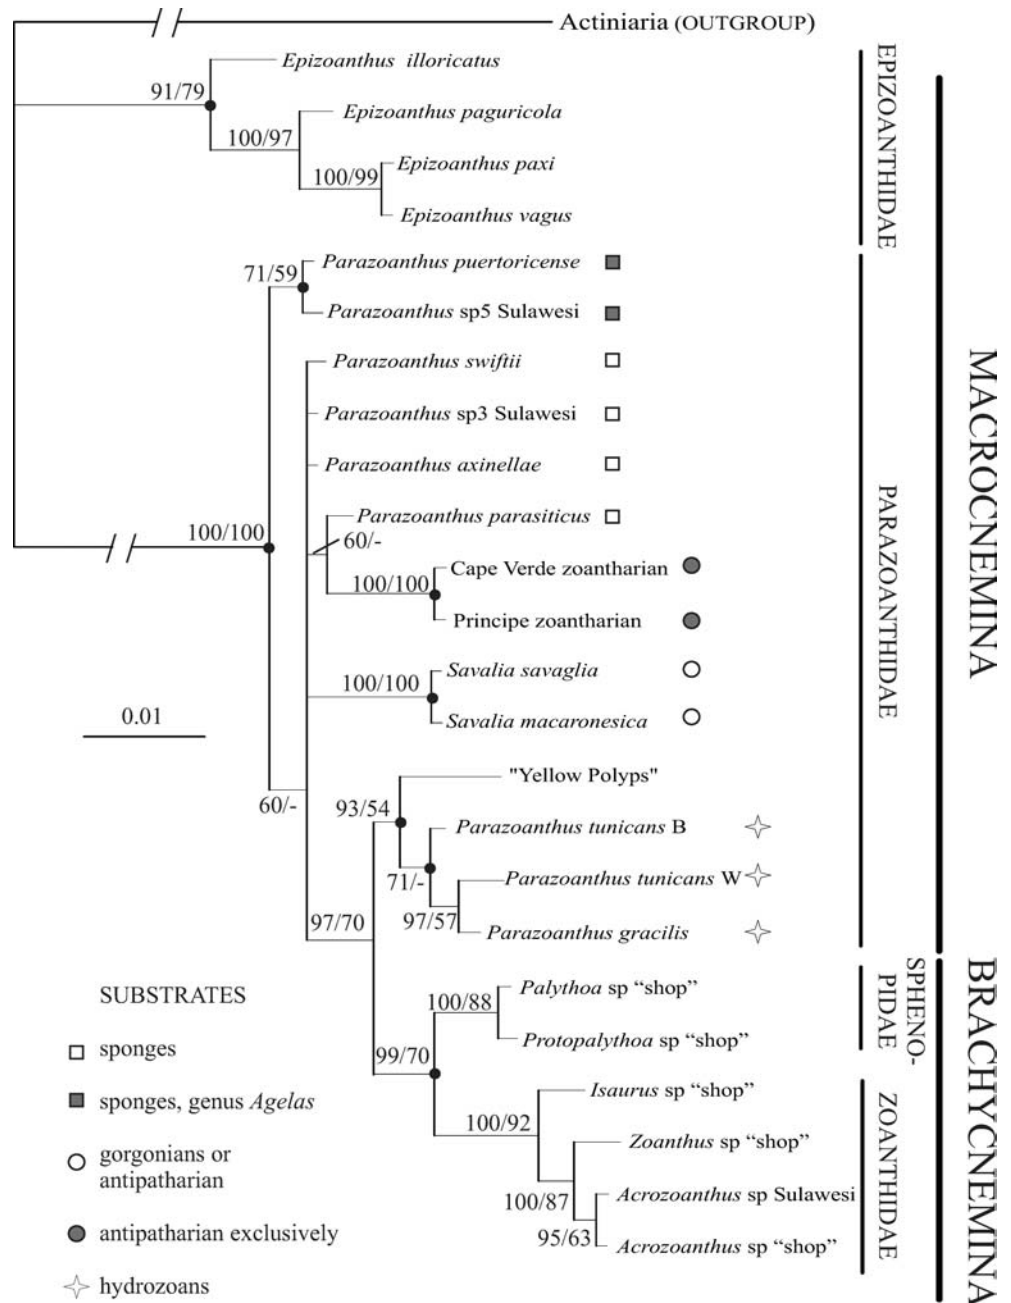 Actiniaria (OUTGROUP)
Epizoanthus illoricatus
91/79
Epizoanthus paguricola
100/97
Epizoanthus paxi
100/99
Epizoanthus vagus
EPIZOANTHIDAE
Parazoanthus puertoricense
71/59
Parazoanthus sp5 Sulawesi
Parazoanthus swiftii
Parazoanthus sp3 Sulawesi
Parazoanthus axinellae
Parazoanthus parasiticus
100/100
60/-
Cape Verde zoantharian
100/100
Principe zoantharian
Savalia savaglia
100/100
Savalia macaronesica
0.01
"Yellow Polyps"
60/-
93/54
Parazoanthus tunicans B
71/-
Parazoanthus tunicans W
97/70
97/57
Parazoanthus gracilis
PARAZOANTHIDAE
MACROCNEMINA
Palythoa sp “shop”
100/88
Protopalythoa sp “shop”
99/70
SPHENO-
PIDAE
Isaurus sp “shop”
100/92
Zoanthus sp “shop”
100/87
Acrozoanthus sp Sulawesi
95/63
Acrozoanthus sp “shop”
ZOANTHIDAE
BRACHYCNEMINA
SUBSTRATES
sponges
sponges, genus Agelas
gorgonians or
antipatharian
antipatharian exclusively
hydrozoans